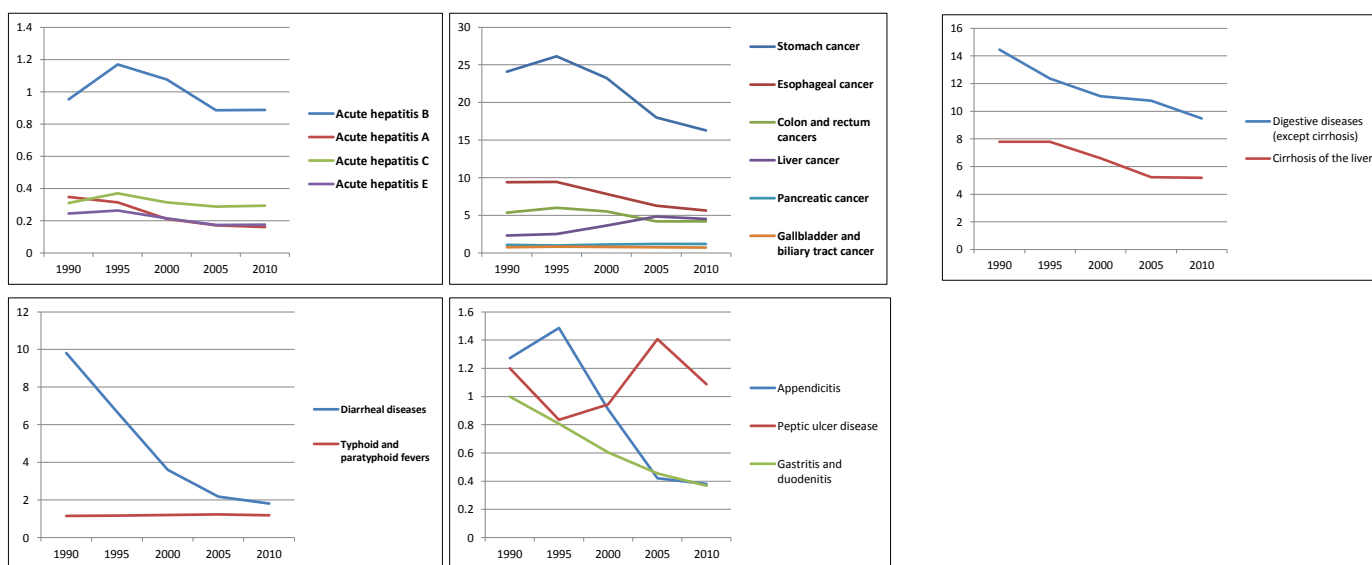 1.4
1.2
1
0.8
0.6
0.4
0.2
0
1990 1995 2000 2005 2010
Acute hepatitis B
Acute hepatitis A
Acute hepatitis C
Acute hepatitis E
30
25
20
15
10
5
0
1990 1995 2000 2005 2010
Stomach cancer
Esophageal cancer
Colon and rectum
cancers
Liver cancer
Pancreatic cancer
Gallbladder and
biliary tract cancer
16
14
12
10
8
6
4
2
0
1990 1995 2000 2005 2010
Digestive diseases
(except cirrhosis)
Cirrhosis of the liver
12
10
8
6
4
2
0
1990 1995 2000 2005 2010
Diarrheal diseases
Typhoid and
paratyphoid fevers
1.6
1.4
1.2
1
0.8
0.6
0.4
0.2
0
1990 1995 2000 2005 2010
Appendicitis
Peptic ulcer disease
Gastritis and
duodenitis